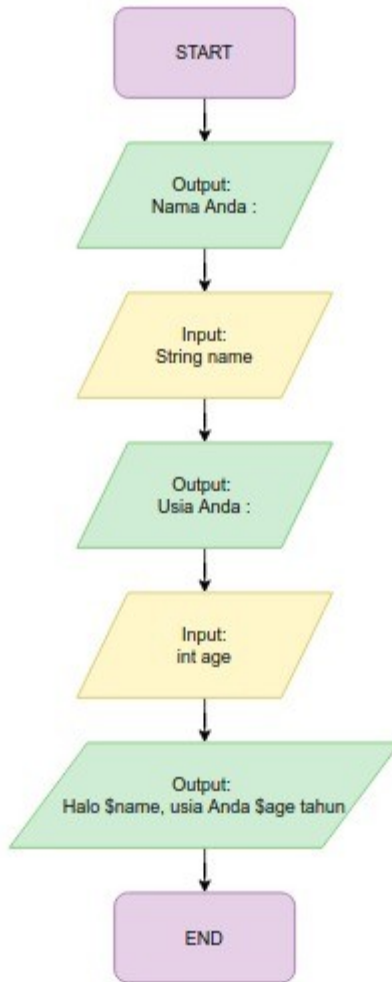 START
Output:
Nama Anda :
Input:
String name
Output:
Usia Anda :
Input:
int age
Output:
Halo $name, usia Anda $age tahun
END